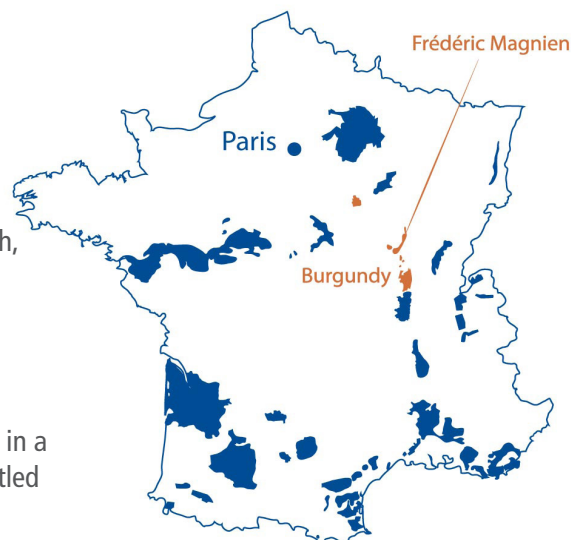 Frédéric Magnien
Paris
h,
Burgundy
in a
tled